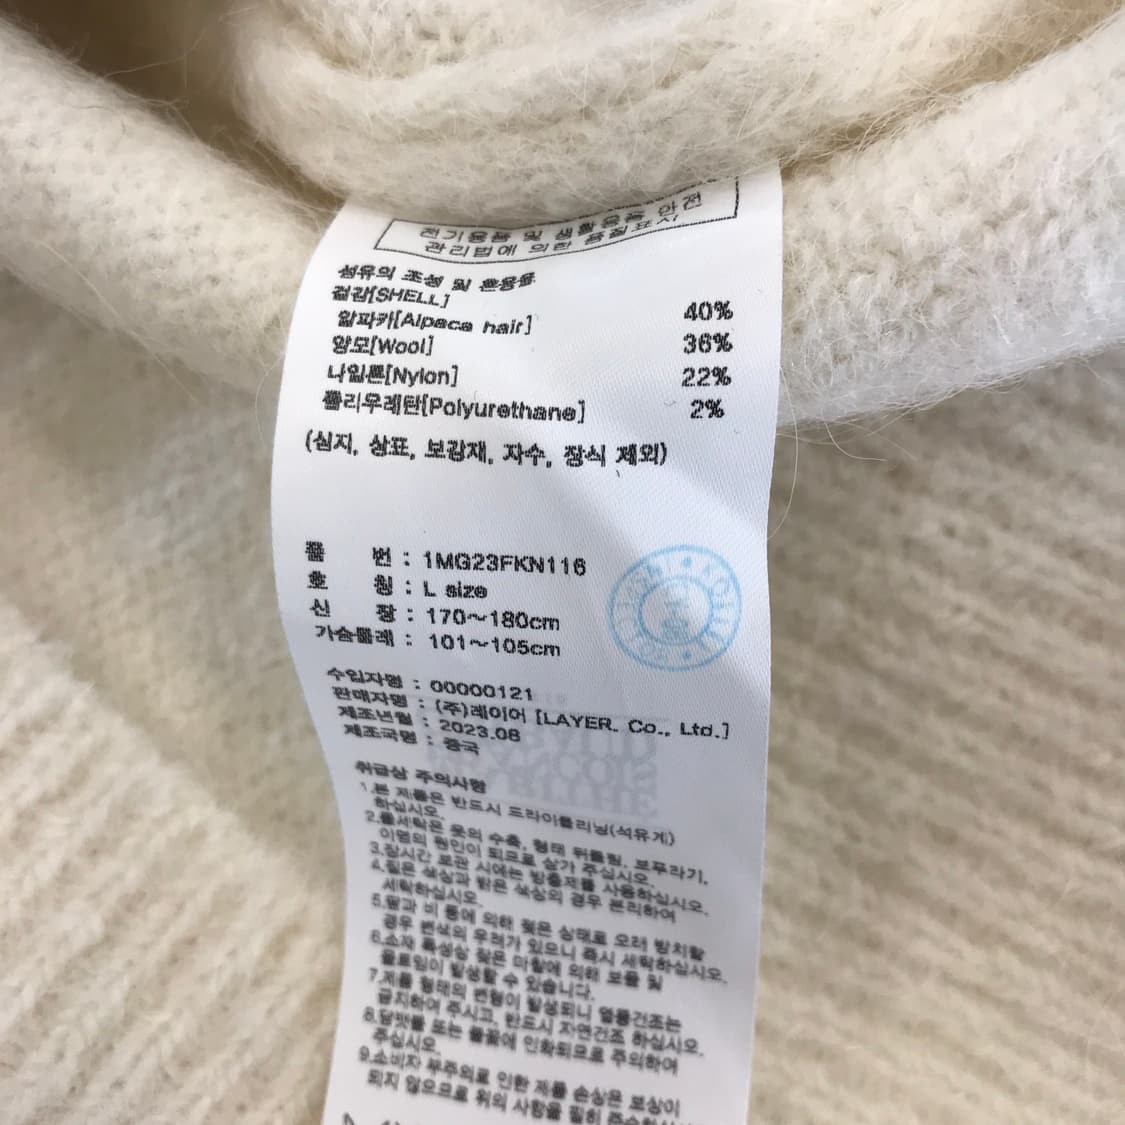 전기용품 및 생활용품 안전
관리법에 의한 품질표시
섬유의 조성 및 혼용율
겉감[SHELL]
알파카[Alpaca hair] 40%
양모[Wool] 36%
나일론[Nylon] 22%
폴리우레탄[Polyurethane] 2%
(심지, 상표, 보강재, 자수, 장식 제외)
품 번 : 1MG23FKN116
호 칭 : L size
신 장 : 170~180cm
가슴둘레 : 101~105cm
수입자명 : 00000121
판매자명 : (주)레이어 [LAYER. Co., Ltd.]
제조년월 : 2023.08
제조국명 : 중국
취급상 주의사항
1.본 제품은 반드시 드라이클리닝(석유계)
하십시오.
2.물세탁은 옷의 수축, 형태 뒤틀림, 보푸라기,
이염의 원인이 되므로 삼가 주십시오.
3.장시간 보관 시에는 방충제를 사용하십시오.
4.짙은 색상과 밝은 색상의 경우 분리하여
세탁하십시오.
5.땀과 비 등에 의해 젖은 상태로 오래 방치할
경우 변색의 우려가 있으니 즉시 세탁하십시오.
6.소재 특성상 잦은 마찰에 의해 보풀 및
올트임이 발생할 수 있습니다.
7.제품 형태의 변형이 발생되니 열풍건조는
금지하여 주시고, 반드시 자연건조 하십시오.
8.담뱃불 또는 불꽃에 인화되므로 주의하여
주십시오.
9.소비자 부주의로 인한 제품 손상은 보상이
되지 않으므로 위의 사항을 필히